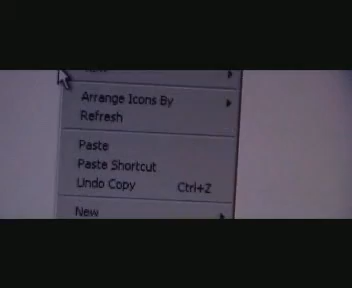 Arrange Icons By
Refresh
Paste
Paste Shortcut
Undo Copy Ctrl+Z
New